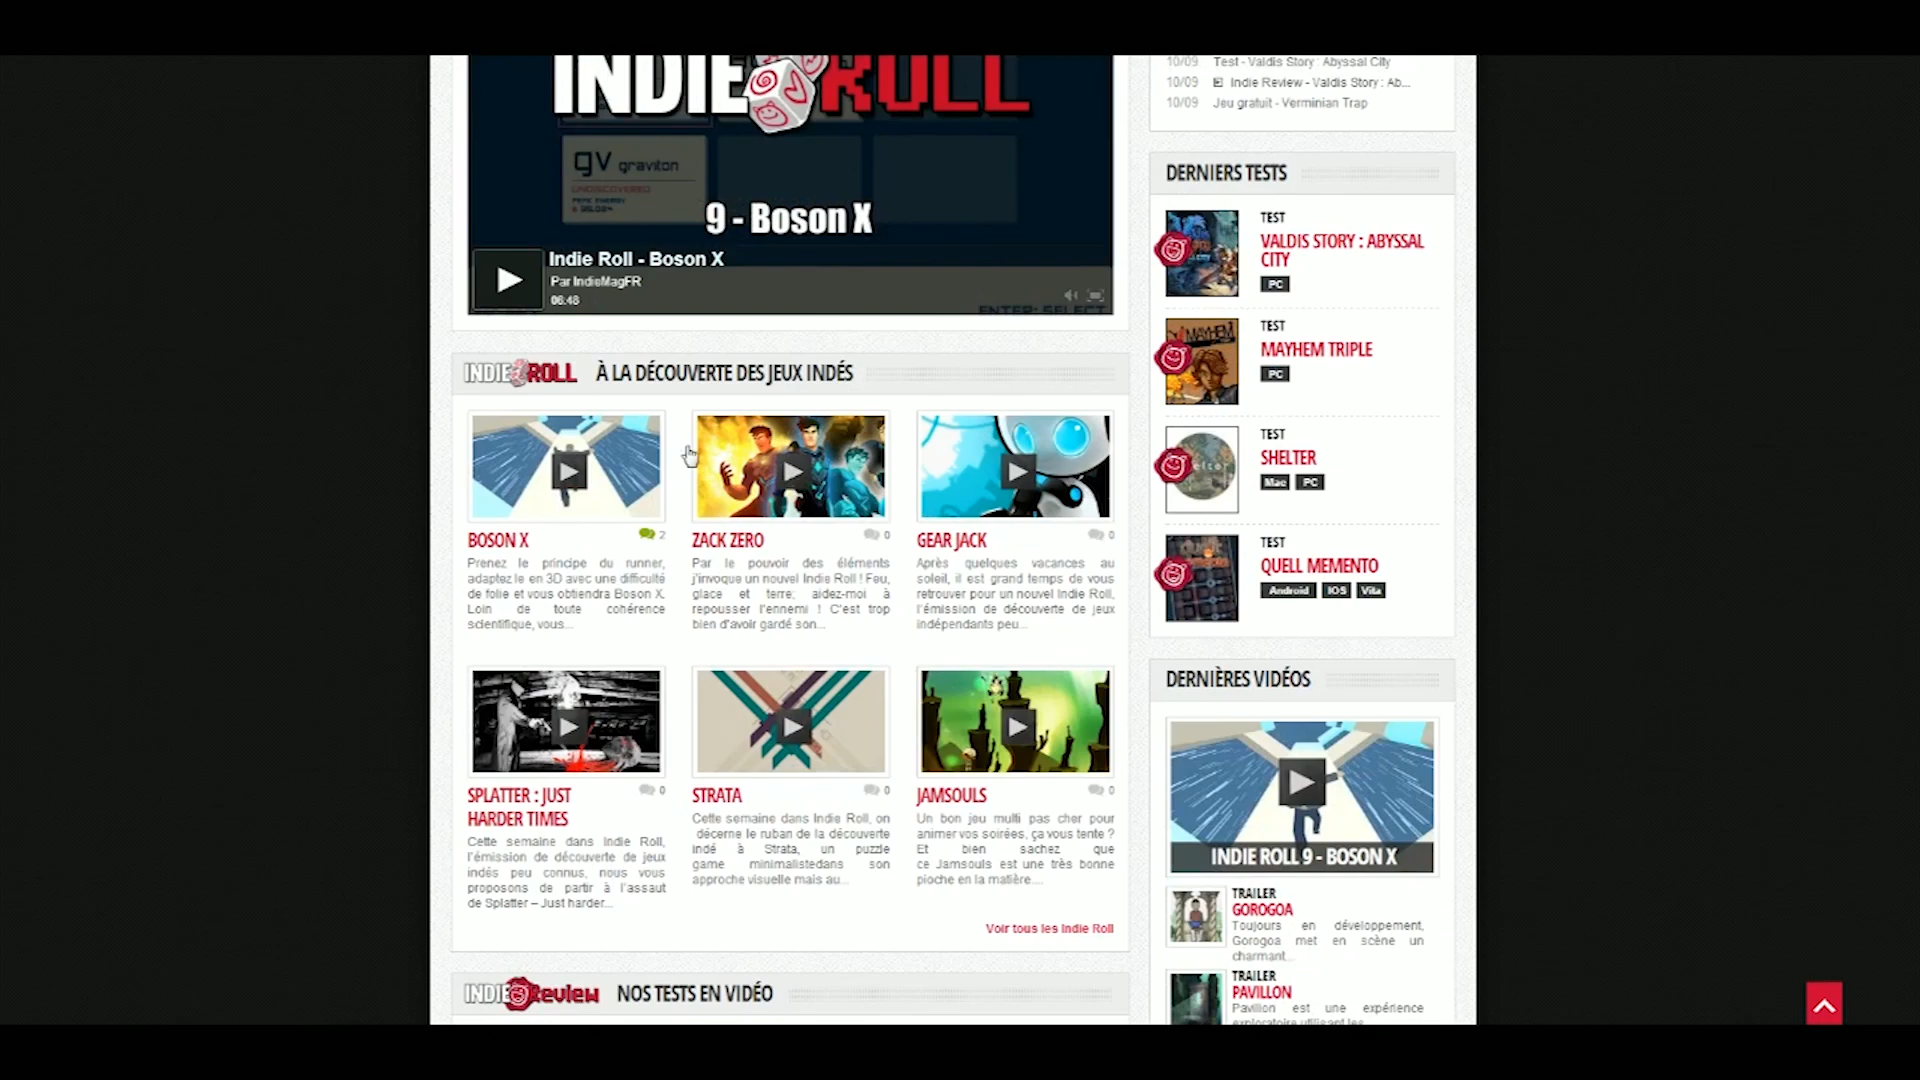 INDIE ROLL
gv graviton
UNDISCOVERED
9 - Boson X
Indie Roll - Boson X
Par IndieMagFR
06:48
ENTER: SELECT
INDIE ROLL À LA DÉCOUVERTE DES JEUX INDÉS
BOSON X 2
Prenez le principe du runner,
adaptez le en 3D avec une difficulté
de folie et vous obtiendra Boson X.
Loin de toute cohérence
scientifique, vous...
ZACK ZERO 0
Par le pouvoir des éléments
j'invoque un nouvel Indie Roll ! Feu,
glace et terre; aidez-moi à
repousser l'ennemi ! C'est trop
bien d'avoir gardé son...
GEAR JACK 0
Après quelques vacances au
soleil, il est grand temps de vous
retrouver pour un nouvel Indie Roll,
l'émission de découverte de jeux
indépendants peu...
SPLATTER : JUST 0
HARDER TIMES
Cette semaine dans Indie Roll,
l'émission de découverte de jeux
indés peu connus, nous vous
proposons de partir à l'assaut
de Splatter – Just harder...
STRATA 0
Cette semaine dans Indie Roll, on
décerne le ruban de la découverte
indé à Strata, un puzzle
game minimalistedans son
approche visuelle mais au...
JAMSOULS 0
Un bon jeu multi pas cher pour
animer vos soirées, ça vous tente ?
Et bien sachez que
ce Jamsouls est une très bonne
pioche en la matière....
Voir tous les Indie Roll
INDIE Review NOS TESTS EN VIDÉO
10/09 Test - Valdis Story : Abyssal City
10/09 Indie Review - Valdis Story : Ab...
10/09 Jeu gratuit - Verminian Trap
DERNIERS TESTS
TEST
VALDIS STORY : ABYSSAL
CITY
PC
MAYHEM
TEST
MAYHEM TRIPLE
PC
TEST
SHELTER
Mac PC
TEST
QUELL MEMENTO
Android IOS Vita
DERNIÈRES VIDÉOS
INDIE ROLL 9 - BOSON X
TRAILER
GOROGOA
Toujours en développement,
Gorogoa met en scène un
charmant...
TRAILER
PAVILLON
Pavilion est une expérience
exploratoire utilisant les